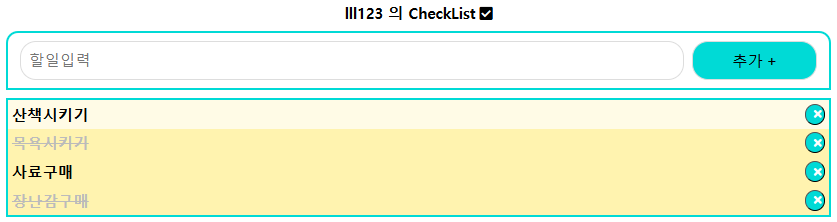 lll123 의 CheckList
할일입력
추가 +
산책시키기
목욕시키기
사료구매
장난감구매